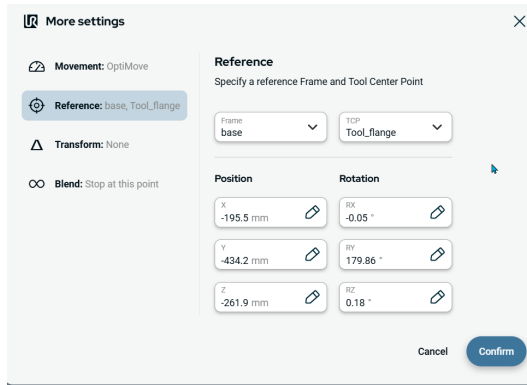 UR More settings
Movement: OptiMove
Reference: base, Tool_flange
Transform: None
Blend: Stop at this point
Reference
Specify a reference Frame and Tool Center Point
Frame
base
TCP
Tool_flange
Position
Rotation
X
-195.5 mm
RX
-0.05 °
Y
-434.2 mm
RY
179.86 °
Z
-261.9 mm
RZ
0.18 °
Cancel
Confirm